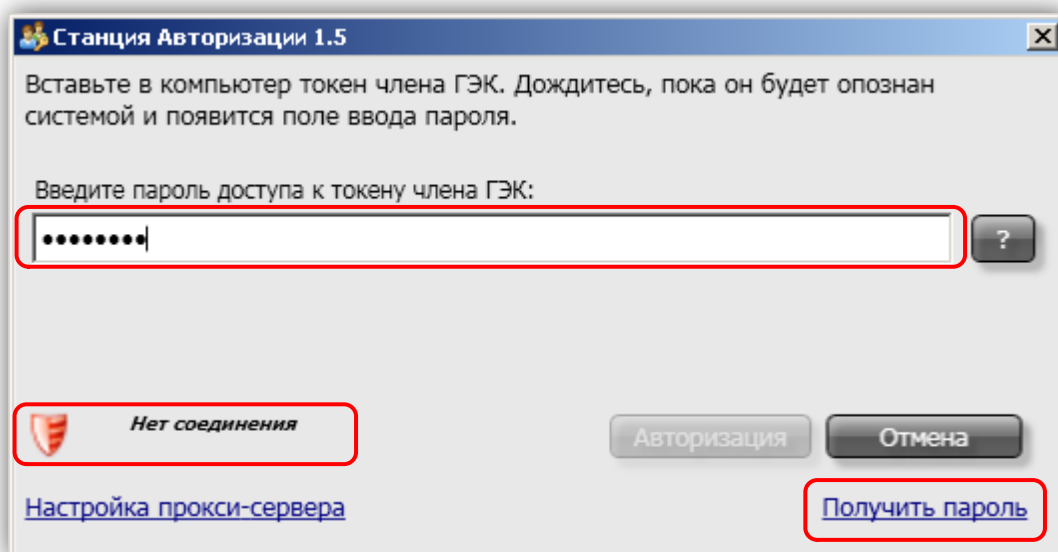 Станция Авторизации 1.5
Вставьте в компьютер токен члена ГЭК. Дождитесь, пока он будет опознан
системой и появится поле ввода пароля.
Введите пароль доступа к токену члена ГЭК:
••••••••
?
Нет соединения
Авторизация
Отмена
Настройка прокси-сервера
Получить пароль